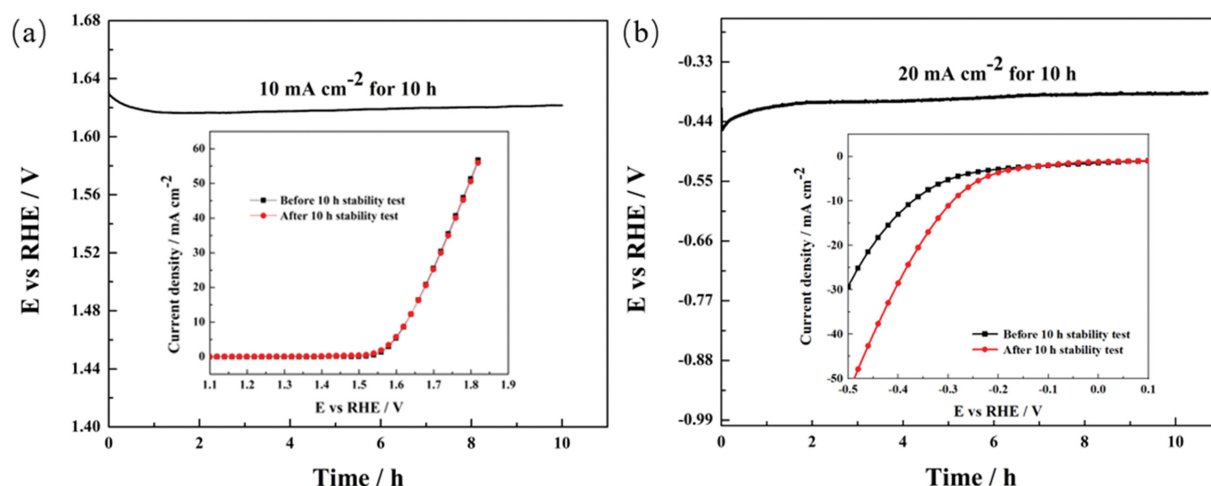 (a)
1.68
1.64
1.60
1.56
1.52
1.48
1.44
1.40
E vs RHE / V
10 mA cm-2 for 10 h
60
50
40
30
20
10
0
Current density / mA cm-2
Before 10 h stability test
After 10 h stability test
1.1 1.2 1.3 1.4 1.5 1.6 1.7 1.8 1.9
E vs RHE / V
0 2 4 6 8 10
Time / h
(b)
-0.33
-0.44
-0.55
-0.66
-0.77
-0.88
-0.99
E vs RHE / V
20 mA cm-2 for 10 h
0
-10
-20
-30
-40
-50
Current density / mA cm-2
Before 10 h stability test
After 10 h stability test
-0.5 -0.4 -0.3 -0.2 -0.1 0.0 0.1
E vs RHE / V
0 2 4 6 8 10
Time / h